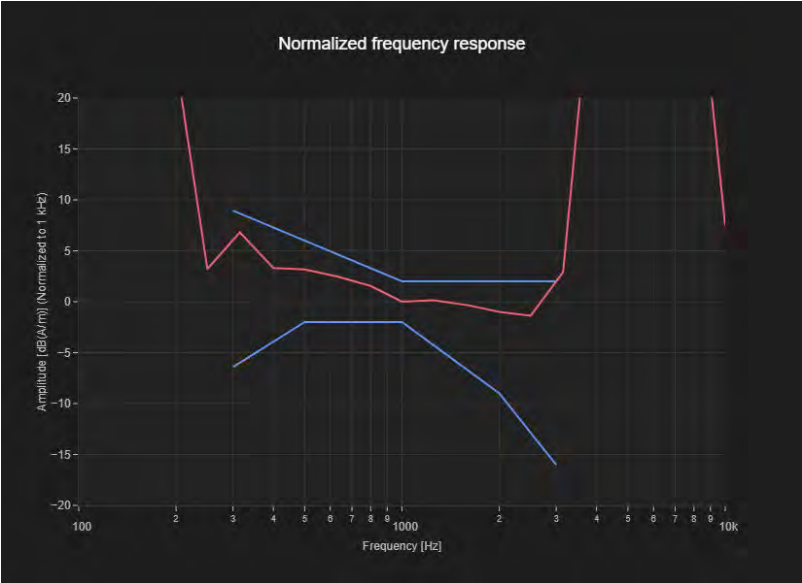 Normalized frequency response
Amplitude [dB(A/m)] (Normalized to 1 kHz)
20
15
10
5
0
−5
−10
−15
−20
100 2 3 4 5 6 7 8 9 1000 2 3 4 5 6 7 8 9 10k
Frequency [Hz]